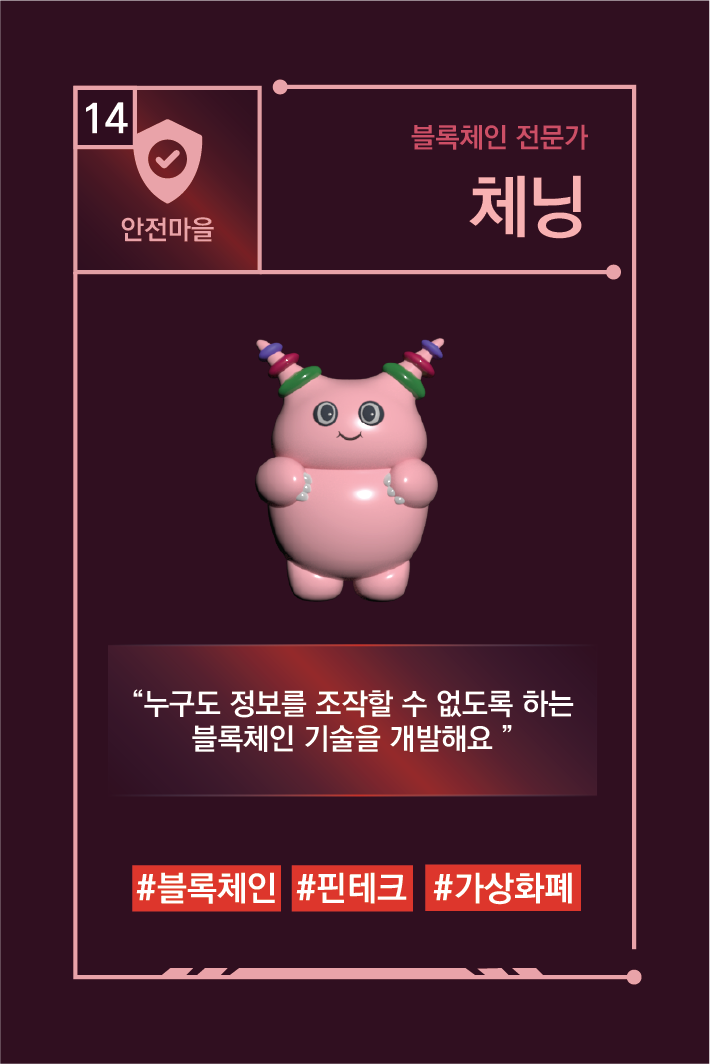 14
안전마을
블록체인 전문가
체닝
“누구도 정보를 조작할 수 없도록 하는
블록체인 기술을 개발해요 ”
#블록체인 #핀테크 #가상화폐